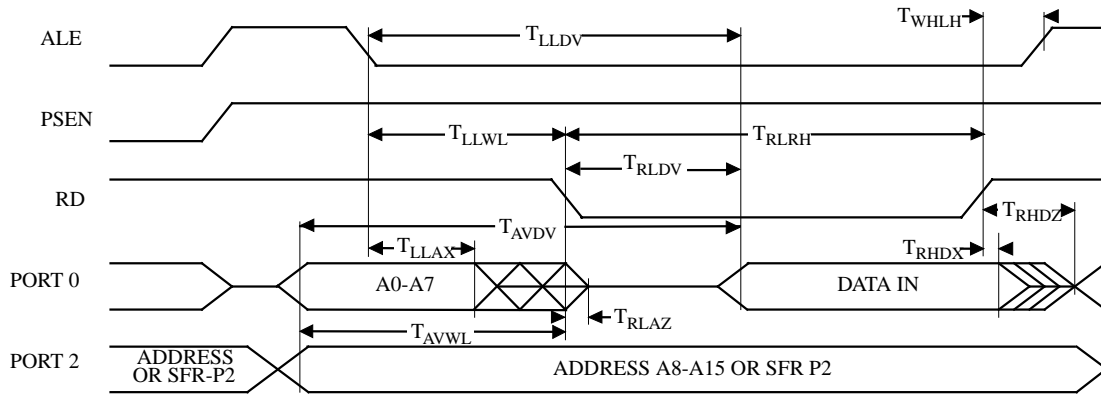 ALE
T_LLDV
T_WHLH
PSEN
T_LLWL
T_RLRH
T_RLDV
RD
T_AVDV
T_RHDZ
T_LLAX
T_RHDX
PORT 0
A0-A7
DATA IN
T_RLAZ
T_AVWL
PORT 2
ADDRESS
OR SFR-P2
ADDRESS A8-A15 OR SFR P2